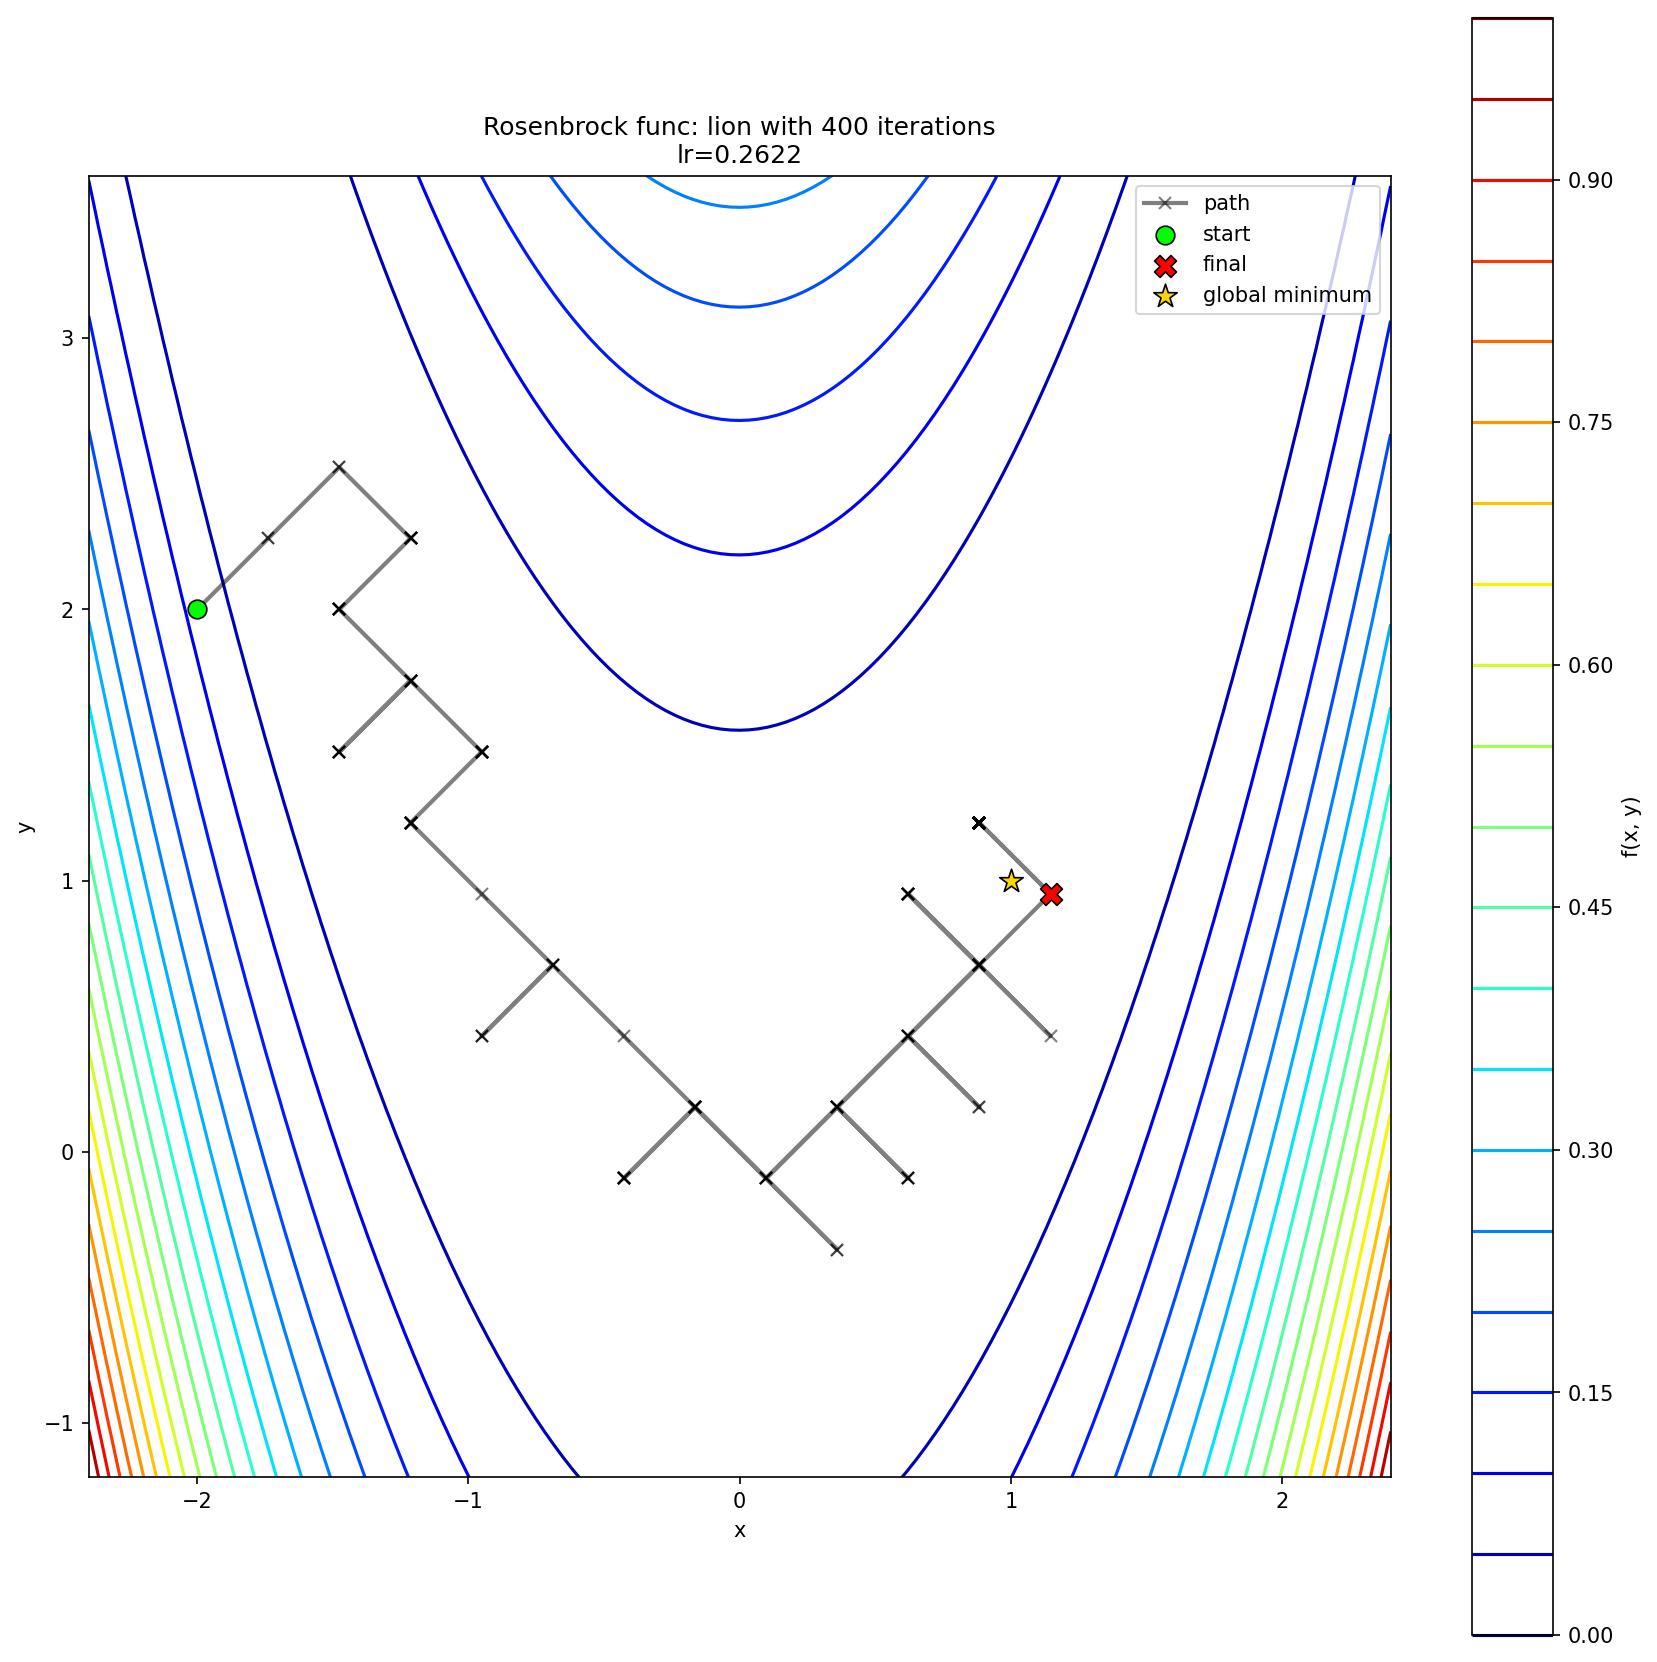 Rosenbrock func: lion with 400 iterations
lr=0.2622
path
start
final
global minimum
3
2
1
0
−1
y
−2
−1
0
1
2
x
0.90
0.75
0.60
0.45
0.30
0.15
0.00
f(x, y)